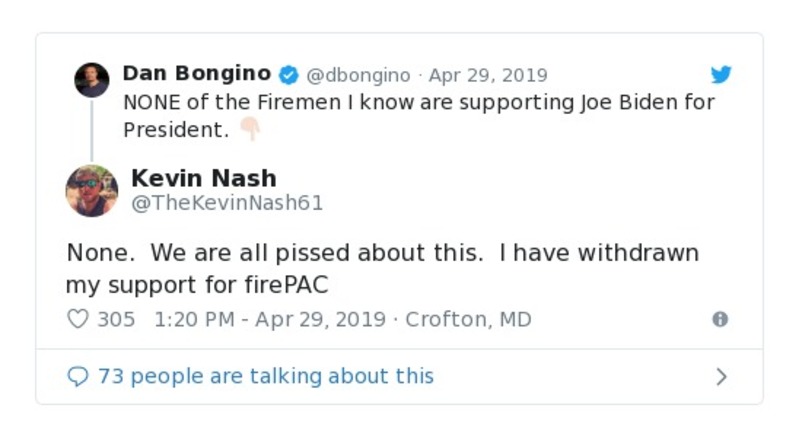 Dan Bongino @dbongino · Apr 29, 2019
NONE of the Firemen I know are supporting Joe Biden for
President. 👇🏻
Kevin Nash
@TheKevinNash61
None.  We are all pissed about this.  I have withdrawn
my support for firePAC
305 1:20 PM - Apr 29, 2019 · Crofton, MD
73 people are talking about this